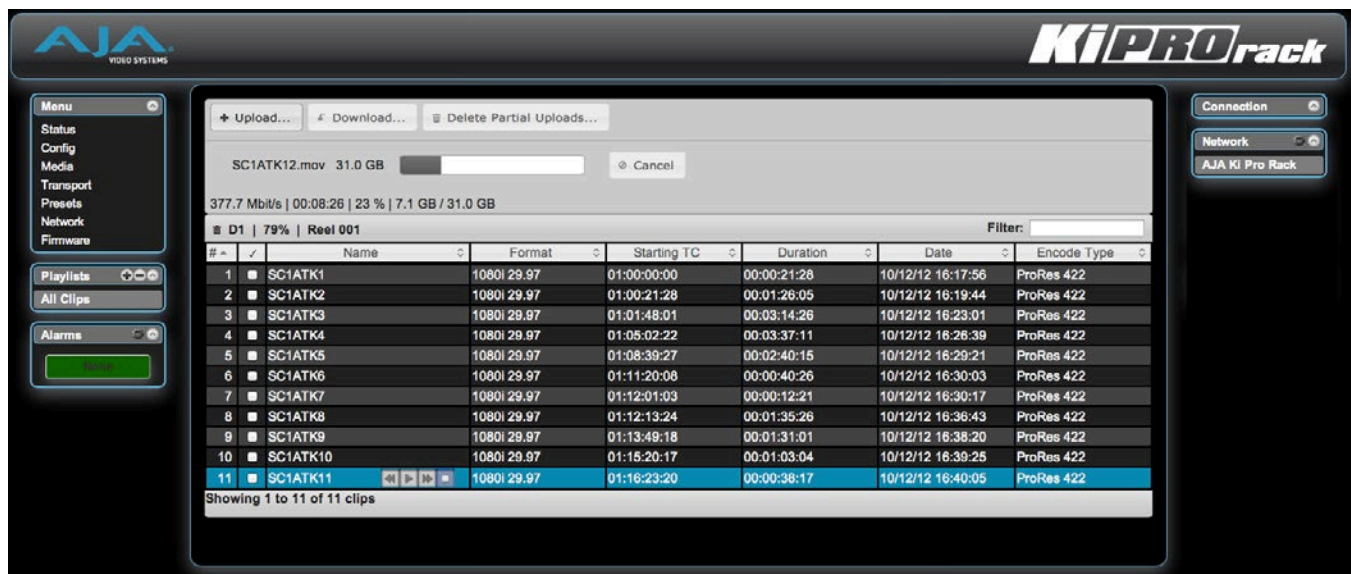 AJA
VIDEO SYSTEMS
Ki PRO rack
Menu
Status
Config
Media
Transport
Presets
Network
Firmware
Playlists
All Clips
Alarms
None
Upload... Download... Delete Partial Uploads...
SC1ATK12.mov 31.0 GB Cancel
377.7 Mbit/s | 00:08:26 | 23 % | 7.1 GB / 31.0 GB
D1 | 79% | Reel 001 Filter:
# Name Format Starting TC Duration Date Encode Type
1 SC1ATK1 1080i 29.97 01:00:00:00 00:00:21:28 10/12/12 16:17:56 ProRes 422
2 SC1ATK2 1080i 29.97 01:00:21:28 00:01:26:05 10/12/12 16:19:44 ProRes 422
3 SC1ATK3 1080i 29.97 01:01:48:01 00:03:14:26 10/12/12 16:23:01 ProRes 422
4 SC1ATK4 1080i 29.97 01:05:02:22 00:03:37:11 10/12/12 16:26:39 ProRes 422
5 SC1ATK5 1080i 29.97 01:08:39:27 00:02:40:15 10/12/12 16:29:21 ProRes 422
6 SC1ATK6 1080i 29.97 01:11:20:08 00:00:40:26 10/12/12 16:30:03 ProRes 422
7 SC1ATK7 1080i 29.97 01:12:01:03 00:00:12:21 10/12/12 16:30:17 ProRes 422
8 SC1ATK8 1080i 29.97 01:12:13:24 00:01:35:26 10/12/12 16:36:43 ProRes 422
9 SC1ATK9 1080i 29.97 01:13:49:18 00:01:31:01 10/12/12 16:38:20 ProRes 422
10 SC1ATK10 1080i 29.97 01:15:20:17 00:01:03:04 10/12/12 16:39:25 ProRes 422
11 SC1ATK11 1080i 29.97 01:16:23:20 00:00:38:17 10/12/12 16:40:05 ProRes 422
Showing 1 to 11 of 11 clips
Connection
Network
AJA Ki Pro Rack